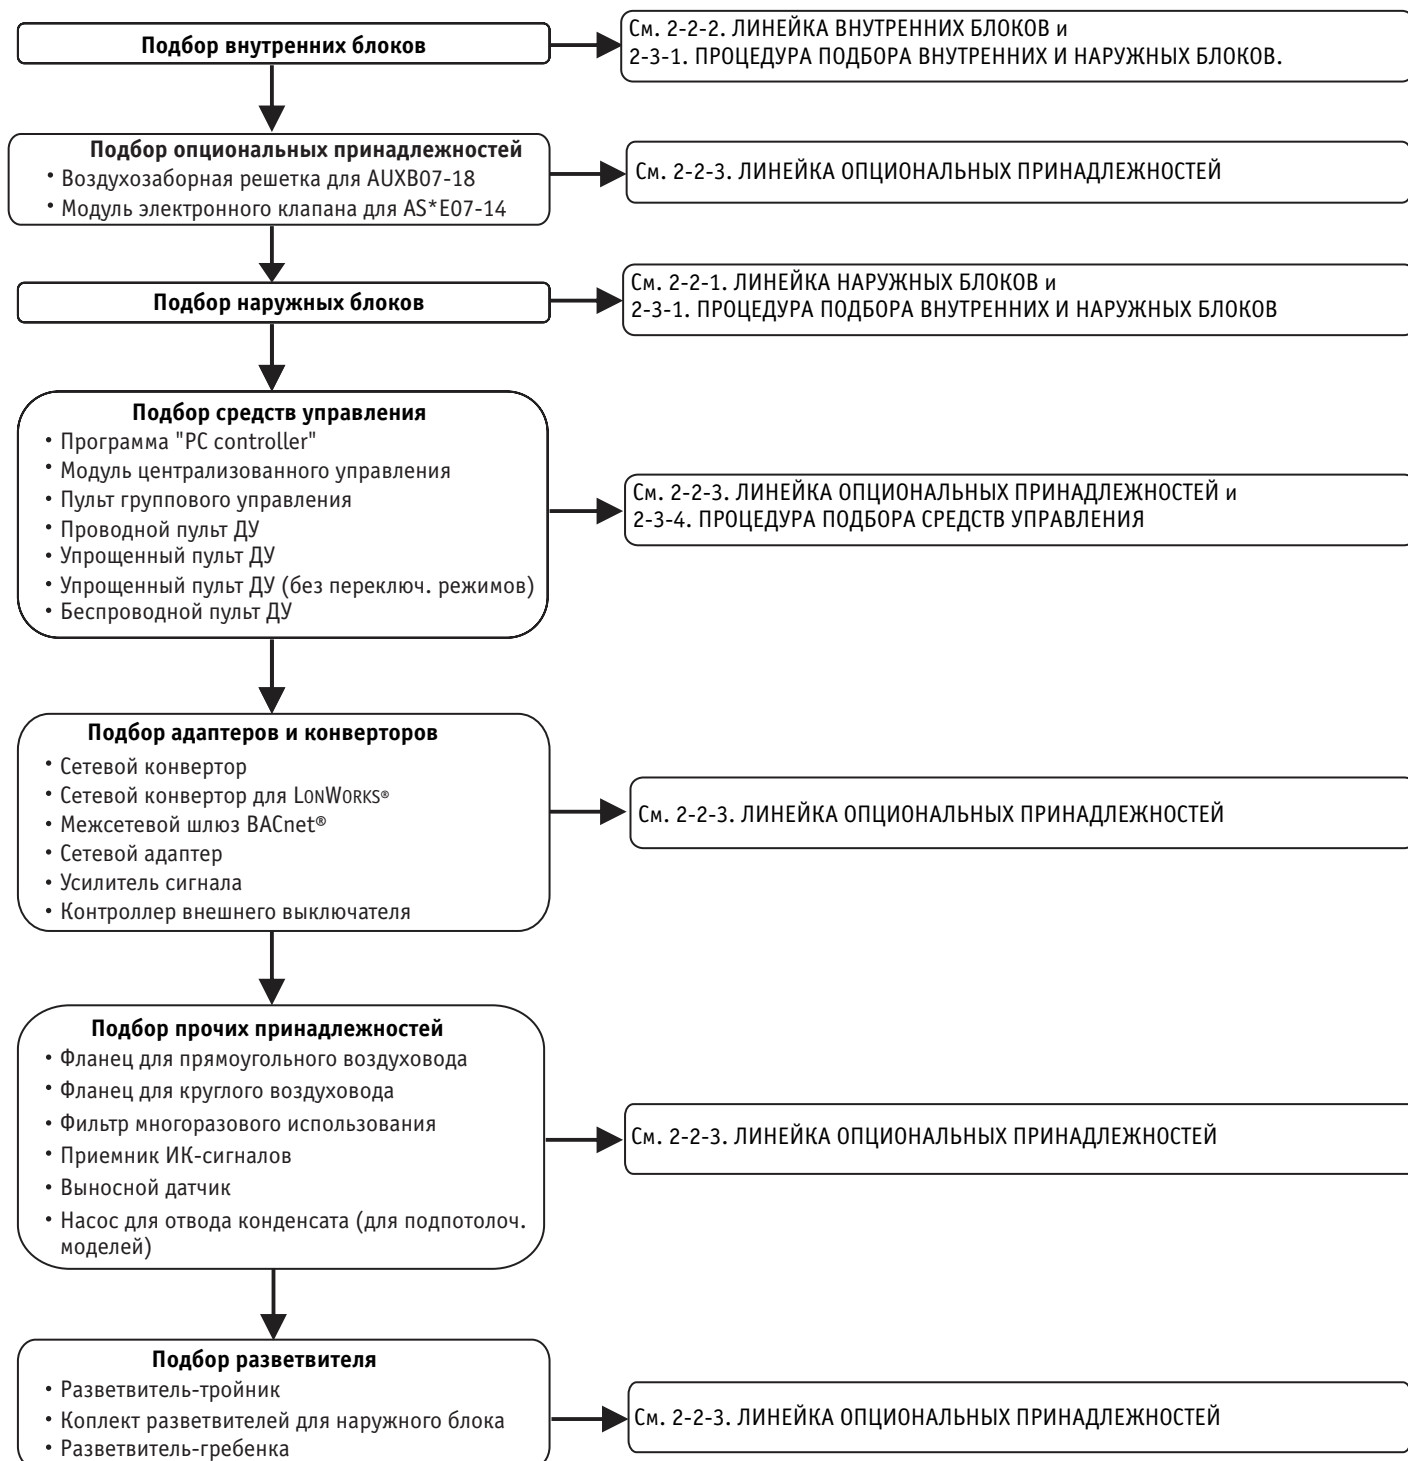 Подбор внутренних блоков
См. 2-2-2. ЛИНЕЙКА ВНУТРЕННИХ БЛОКОВ и
2-3-1. ПРОЦЕДУРА ПОДБОРА ВНУТРЕННИХ И НАРУЖНЫХ БЛОКОВ.
Подбор опциональных принадлежностей
• Воздухозаборная решетка для AUXB07-18
• Модуль электронного клапана для AS*E07-14
См. 2-2-3. ЛИНЕЙКА ОПЦИОНАЛЬНЫХ ПРИНАДЛЕЖНОСТЕЙ
Подбор наружных блоков
См. 2-2-1. ЛИНЕЙКА НАРУЖНЫХ БЛОКОВ и
2-3-1. ПРОЦЕДУРА ПОДБОРА ВНУТРЕННИХ И НАРУЖНЫХ БЛОКОВ
Подбор средств управления
• Программа "PC controller"
• Модуль централизованного управления
• Пульт группового управления
• Проводной пульт ДУ
• Упрощенный пульт ДУ
• Упрощенный пульт ДУ (без переключ. режимов)
• Беспроводной пульт ДУ
См. 2-2-3. ЛИНЕЙКА ОПЦИОНАЛЬНЫХ ПРИНАДЛЕЖНОСТЕЙ и
2-3-4. ПРОЦЕДУРА ПОДБОРА СРЕДСТВ УПРАВЛЕНИЯ
Подбор адаптеров и конверторов
• Сетевой конвертор
• Сетевой конвертор для LONWORKS®
• Межсетевой шлюз BACnet®
• Сетевой адаптер
• Усилитель сигнала
• Контроллер внешнего выключателя
См. 2-2-3. ЛИНЕЙКА ОПЦИОНАЛЬНЫХ ПРИНАДЛЕЖНОСТЕЙ
Подбор прочих принадлежностей
• Фланец для прямоугольного воздуховода
• Фланец для круглого воздуховода
• Фильтр многоразового использования
• Приемник ИК-сигналов
• Выносной датчик
• Насос для отвода конденсата (для подпотолоч.
моделей)
См. 2-2-3. ЛИНЕЙКА ОПЦИОНАЛЬНЫХ ПРИНАДЛЕЖНОСТЕЙ
Подбор разветвителя
• Разветвитель-тройник
• Коплект разветвителей для наружного блока
• Разветвитель-гребенка
См. 2-2-3. ЛИНЕЙКА ОПЦИОНАЛЬНЫХ ПРИНАДЛЕЖНОСТЕЙ